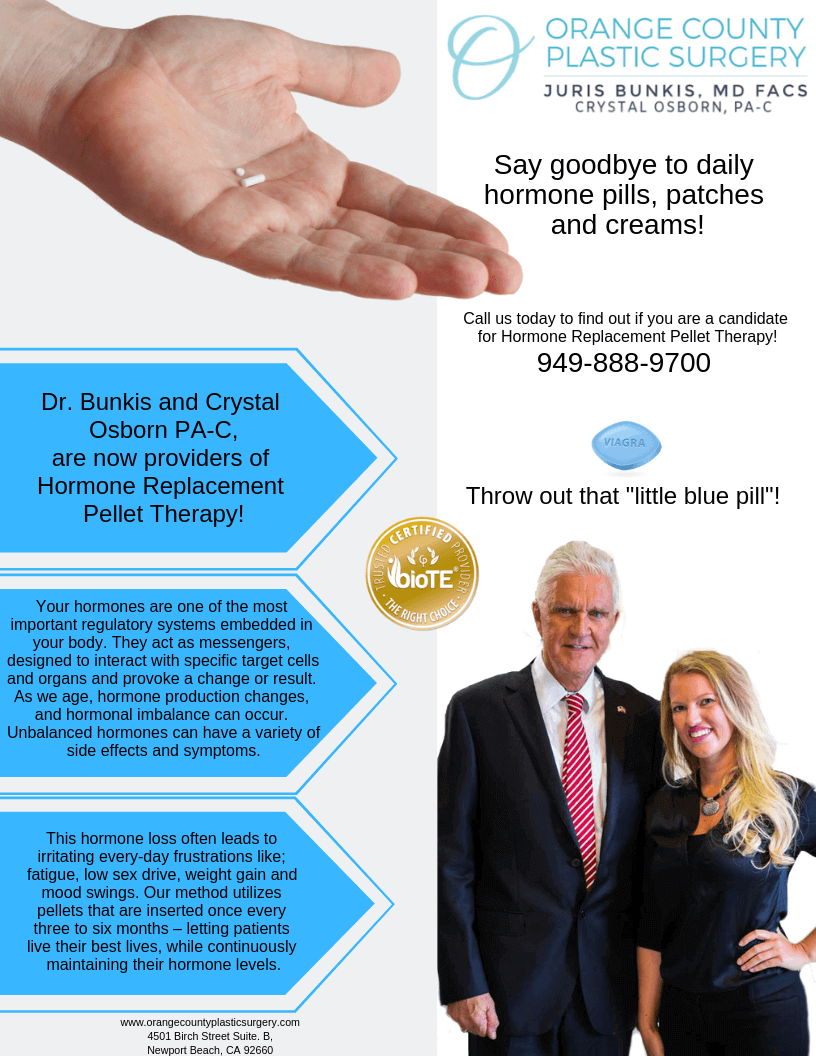 ORANGE COUNTY
PLASTIC SURGERY
JURIS BUNKIS, MD FACS
CRYSTAL OSBORN, PA-C
Say goodbye to daily
hormone pills, patches
and creams!
Call us today to find out if you are a candidate
for Hormone Replacement Pellet Therapy!
949-888-9700
VIAGRA
Throw out that "little blue pill"!
Dr. Bunkis and Crystal
Osborn PA-C,
are now providers of
Hormone Replacement
Pellet Therapy!
TRUSTED CERTIFIED PROVIDER
CP
bioTE®
· THE RIGHT CHOICE ·
Your hormones are one of the most
important regulatory systems embedded in
your body. They act as messengers,
designed to interact with specific target cells
and organs and provoke a change or result.
As we age, hormone production changes,
and hormonal imbalance can occur.
Unbalanced hormones can have a variety of
side effects and symptoms.
This hormone loss often leads to
irritating every-day frustrations like;
fatigue, low sex drive, weight gain and
mood swings. Our method utilizes
pellets that are inserted once every
three to six months – letting patients
live their best lives, while continuously
maintaining their hormone levels.
www.orangecountyplasticsurgery.com
4501 Birch Street Suite. B,
Newport Beach, CA 92660